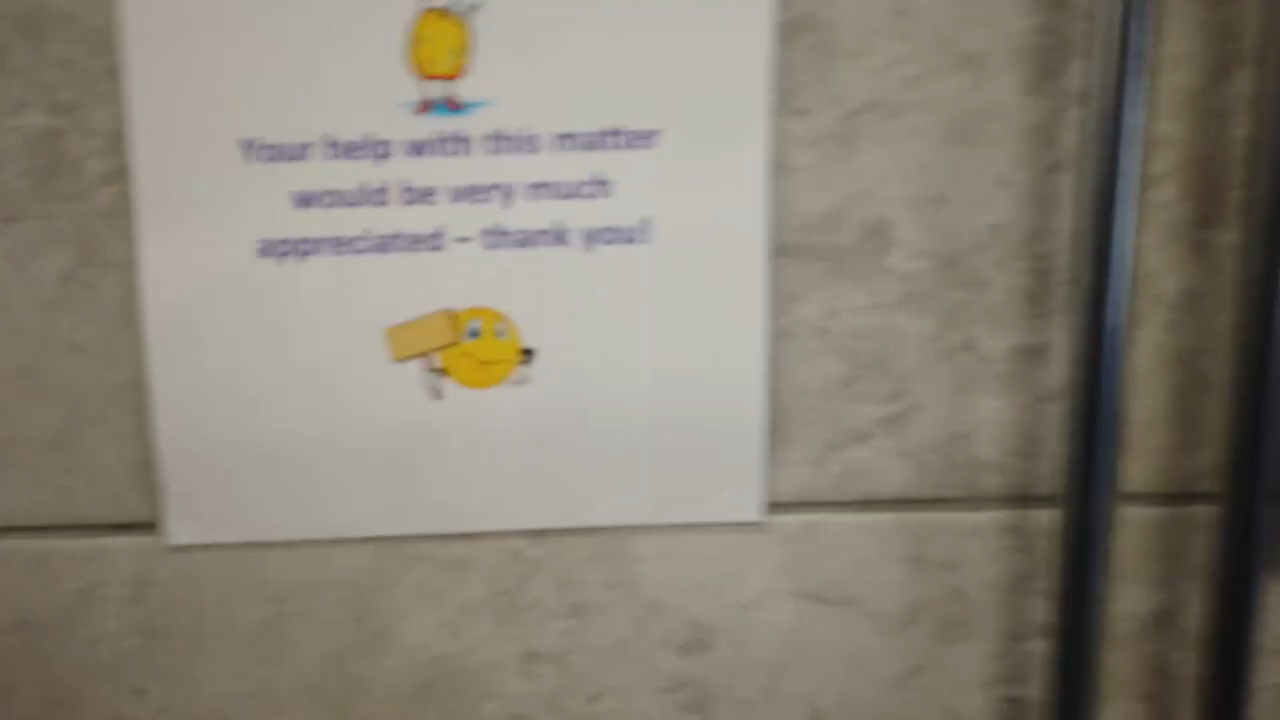 Your help with this matter
would be very much
appreciated – thank you!